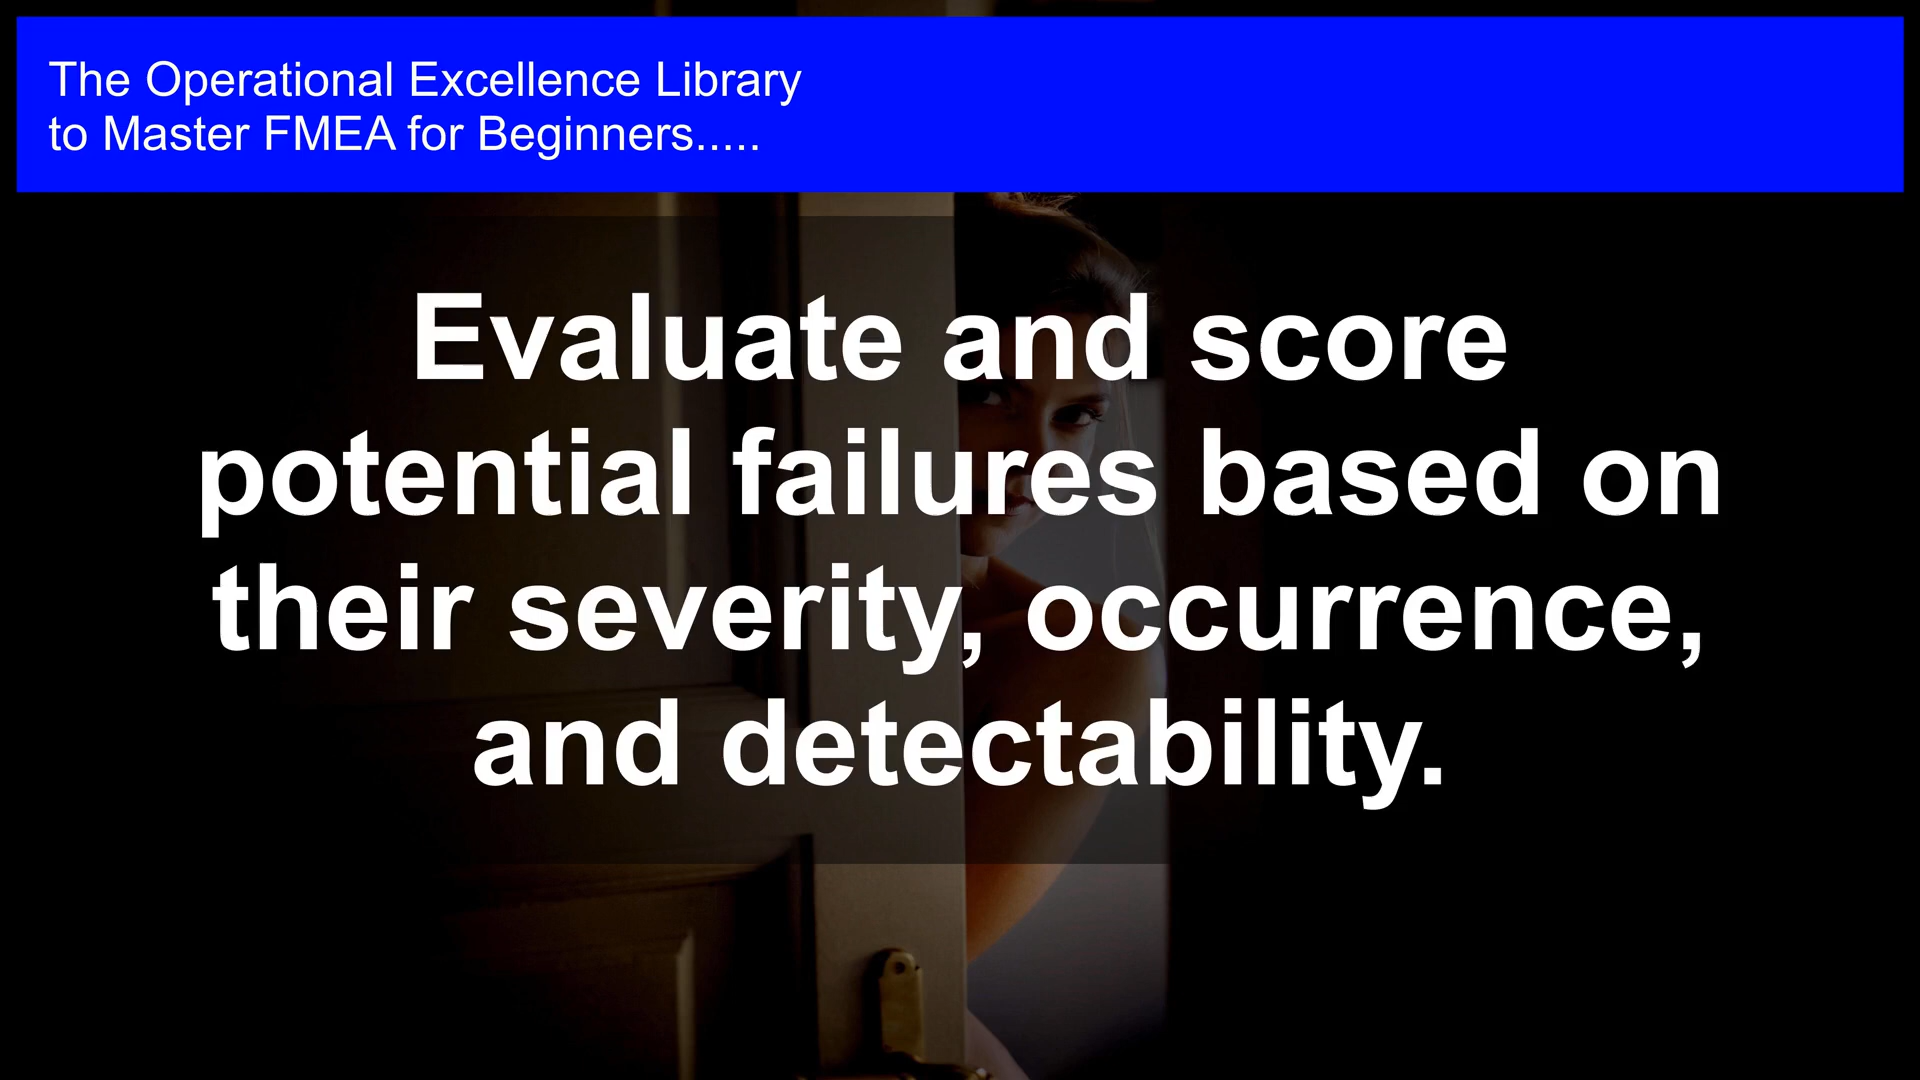 The Operational Excellence Library
to Master FMEA for Beginners.....
Evaluate and score
potential failures based on
their severity, occurrence,
and detectability.